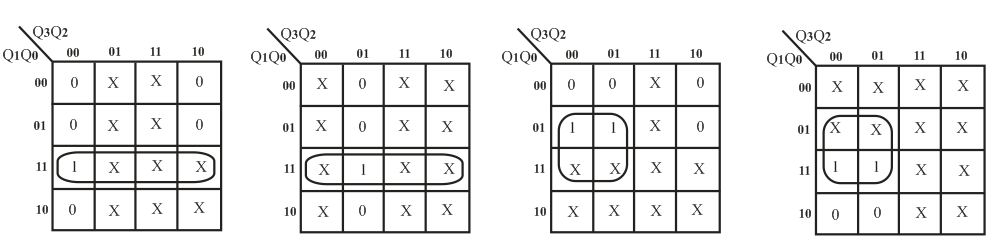 Q3Q2
Q1Q0 00 01 11 10
00 0 X X 0
01 0 X X 0
11 1 X X X
10 0 X X X
Q3Q2
Q1Q0 00 01 11 10
00 X 0 X X
01 X 0 X X
11 X 1 X X
10 X 0 X X
Q3Q2
Q1Q0 00 01 11 10
00 0 0 X 0
01 1 1 X 0
11 X X X X
10 X X X X
Q3Q2
Q1Q0 00 01 11 10
00 X X X X
01 X X X X
11 1 1 X X
10 0 0 X X